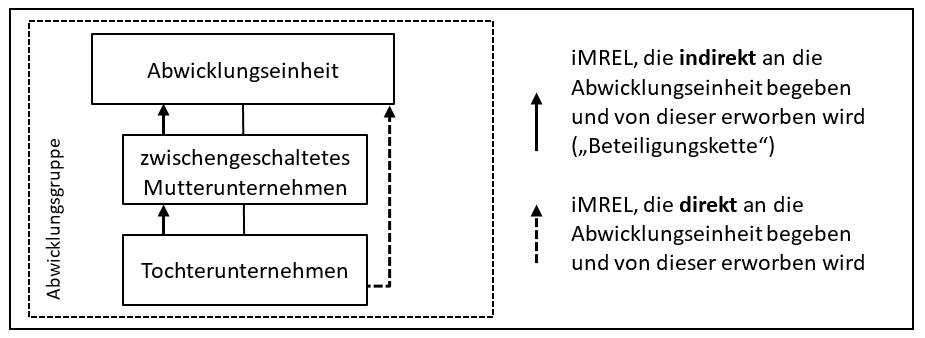 Abwicklungsgruppe
Abwicklungseinheit
zwischengeschaltetes
Mutterunternehmen
Tochterunternehmen
iMREL, die indirekt an die
Abwicklungseinheit begeben
und von dieser erworben wird
(„Beteiligungskette“)
iMREL, die direkt an die
Abwicklungseinheit begeben
und von dieser erworben wird